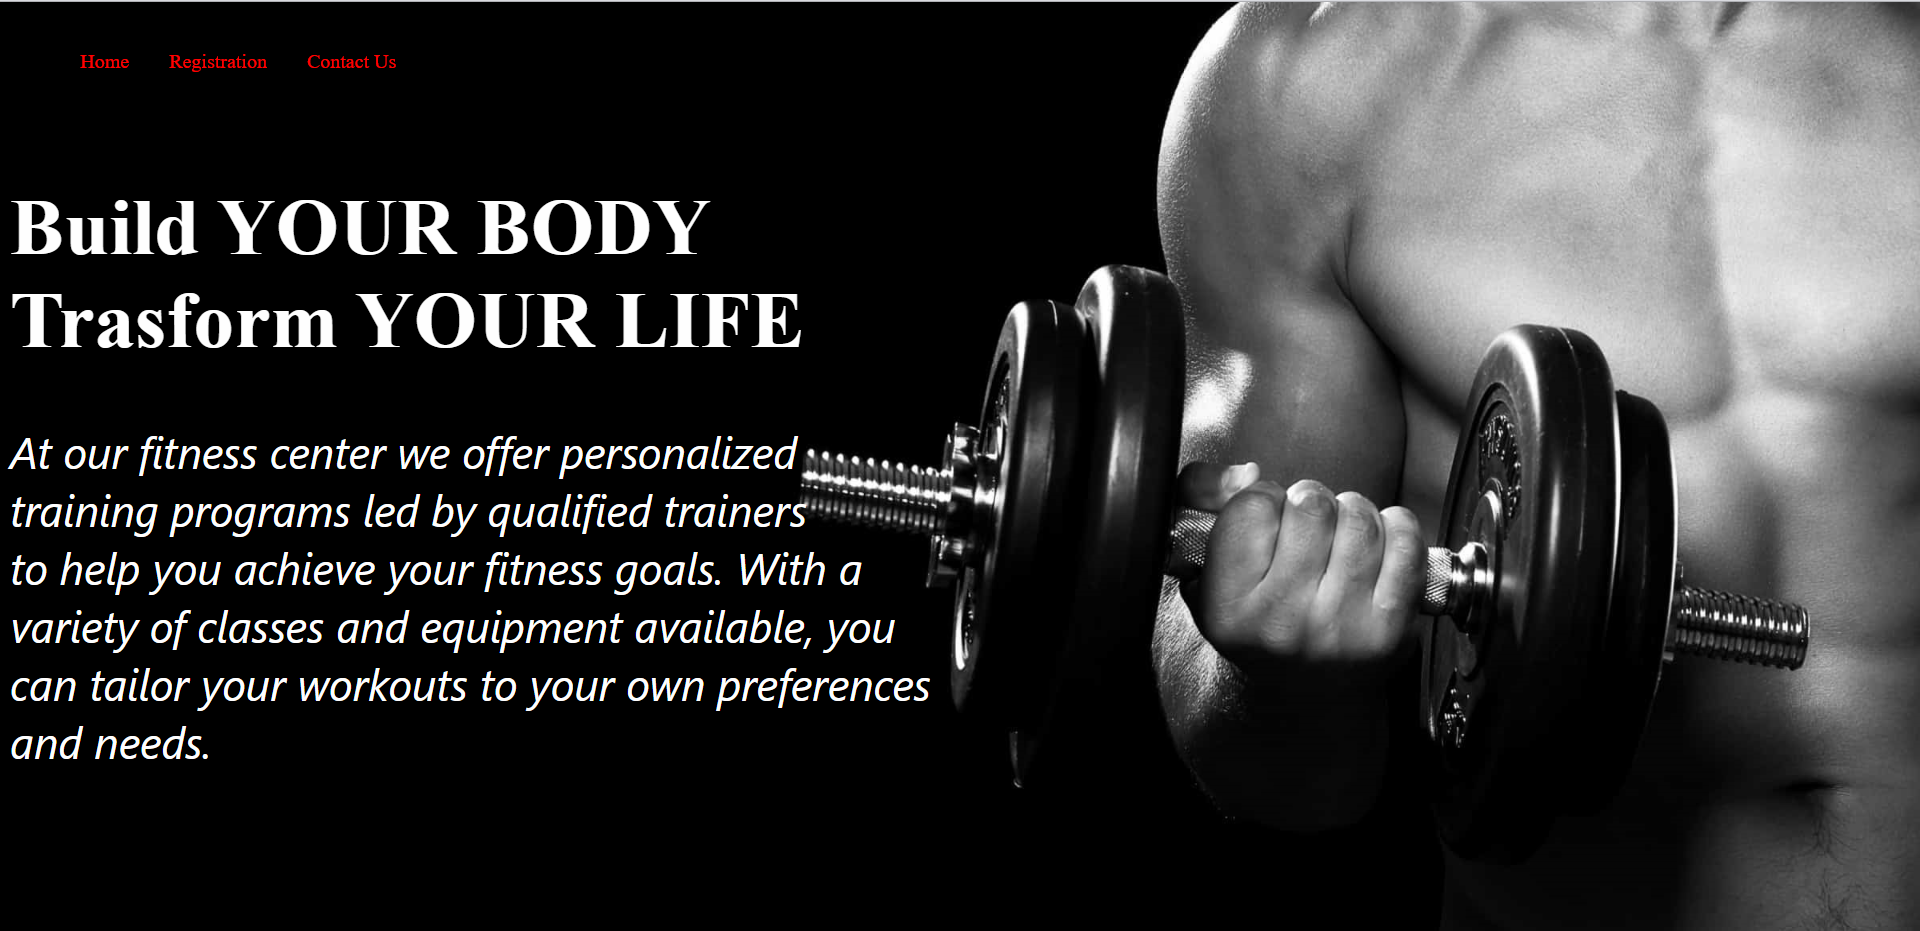 Home Registration Contact Us
Build YOUR BODY
Trasform YOUR LIFE
At our fitness center we offer personalized
training programs led by qualified trainers
to help you achieve your fitness goals. With a
variety of classes and equipment available, you
can tailor your workouts to your own preferences
and needs.